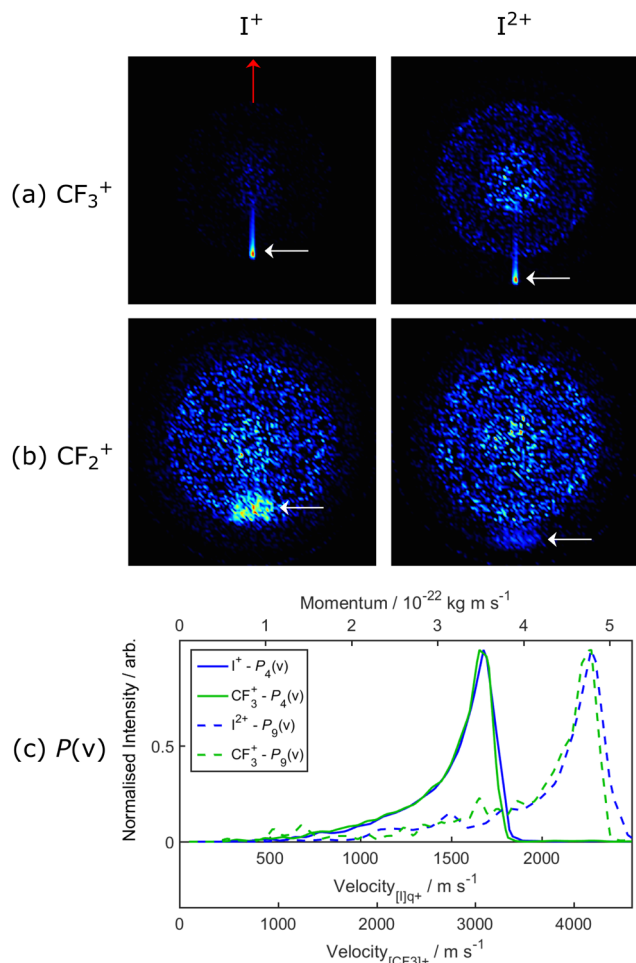 I+ I2+
(a) CF3+
(b) CF2+
Momentum / 10-22 kg m s-1
0 1 2 3 4 5
(c) P(v)
Normalised Intensity / arb.
0.5
0
I+ - P4(v)
CF3+ - P4(v)
I2+ - P9(v)
CF3+ - P9(v)
500 1000 1500 2000
Velocity[I]q+ / m s-1
0 1000 2000 3000 4000
Velocity[CF3]+ / m s-1